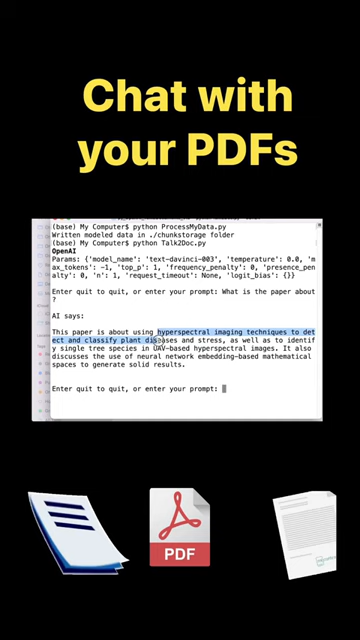 Chat with
your PDFs
(base) My Computer$ python ProcessMyData.py
Written modeled data in ./chunkstorage folder
(base) My Computer$ python Talk2Doc.py
OpenAI
Params: {'model_name': 'text-davinci-003', 'temperature': 0.0, 'ma
x_tokens': -1, 'top_p': 1, 'frequency_penalty': 0, 'presence_pen
alty': 0, 'n': 1, 'request_timeout': None, 'logit_bias': {}}
Enter quit to quit, or enter your prompt: What is the paper about
?
AI says:
This paper is about using hyperspectral imaging techniques to det
ect and classify plant diseases and stress, as well as to identif
y single tree species in UAV-based hyperspectral images. It also
discusses the use of neural network embedding-based mathematical
spaces to generate solid results.
Enter quit to quit, or enter your prompt:
PDF